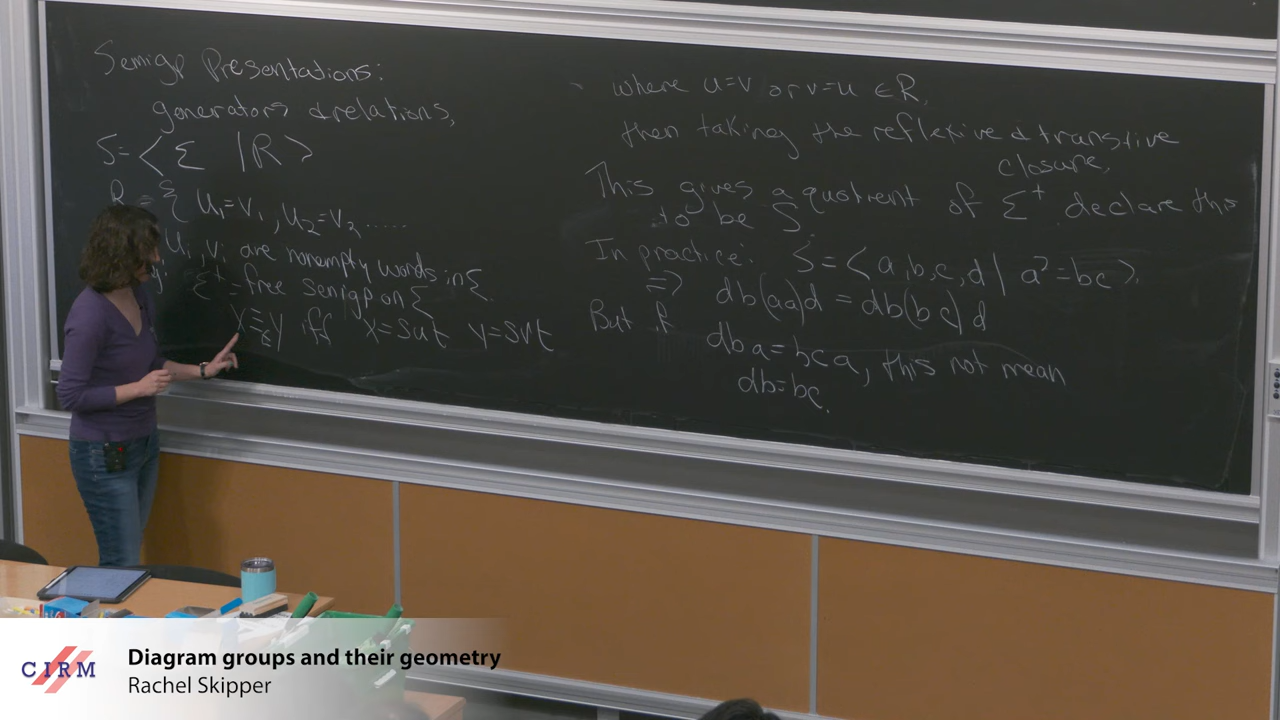 Semigp Presentations:
generators & relations,
S = < Σ | R >
R = { u₁=v₁, u₂=v₂, .....
uᵢ, vᵢ are nonempty words in Σ
Σ⁺ = free semigp on Σ
x ≡ y iff x = sut y = svt
where u=v or v=u ∈ R,
then taking the reflexive & transtive
closure,
This gives a quotient of Σ⁺ declare this
to be S
In practice: S = < a,b,c,d | a² = bc >,
⇒ db(aa)d = db(bc)d
But if dba = bca, this not mean
db=bc.
CIRM
Diagram groups and their geometry
Rachel Skipper